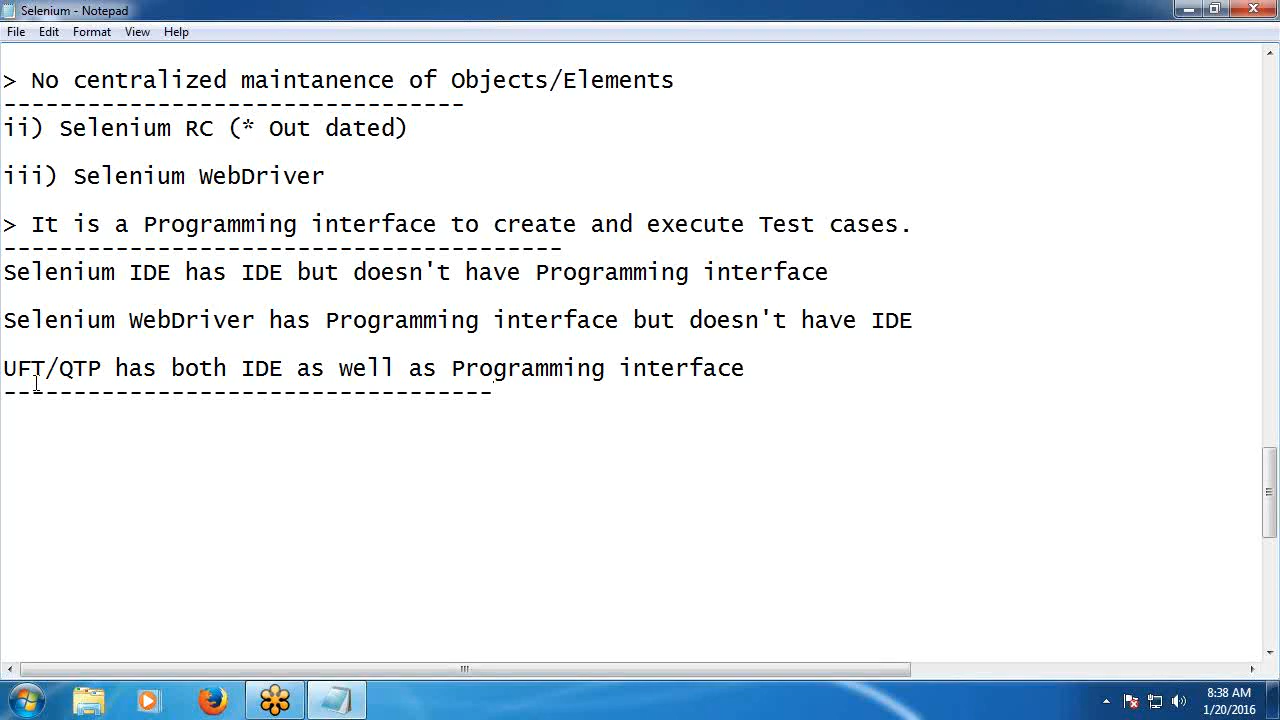 Selenium - Notepad
File Edit Format View Help
> No centralized maintanence of Objects/Elements
---------------------------------
ii) Selenium RC (* Out dated)
iii) Selenium WebDriver
> It is a Programming interface to create and execute Test cases.
----------------------------------------
Selenium IDE has IDE but doesn't have Programming interface
Selenium WebDriver has Programming interface but doesn't have IDE
UFT/QTP has both IDE as well as Programming interface
-----------------------------------
8:38 AM
1/20/2016